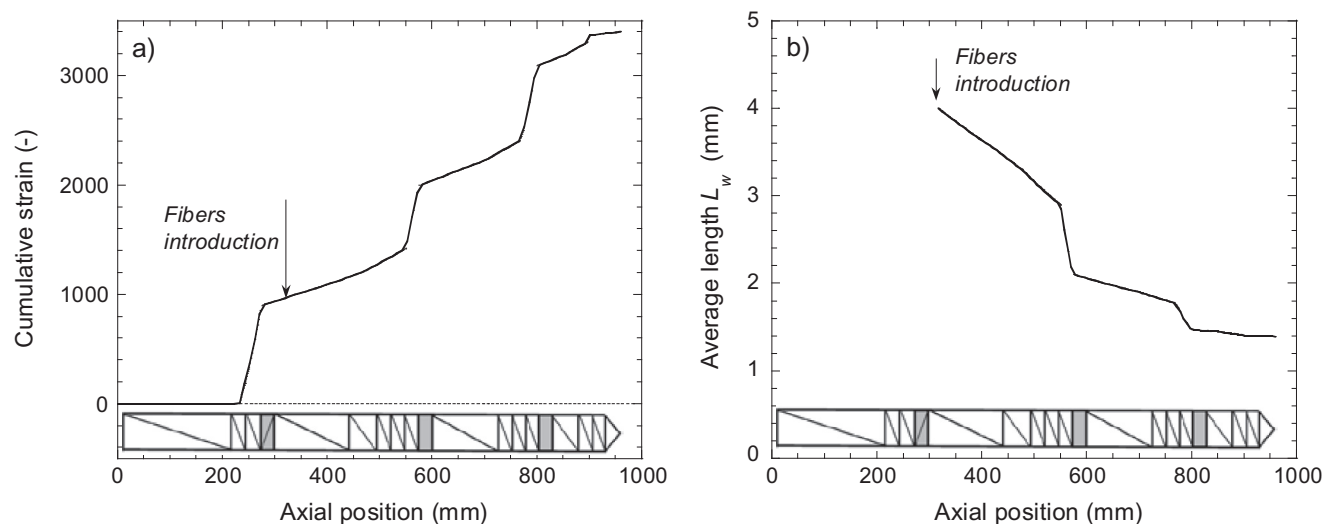 a)
Cumulative strain (-)
3000
2000
1000
0
Fibers
introduction
0 200 400 600 800 1000
Axial position (mm)
b)
Average length L_w (mm)
5
4
3
2
1
0
Fibers
introduction
0 200 400 600 800 1000
Axial position (mm)